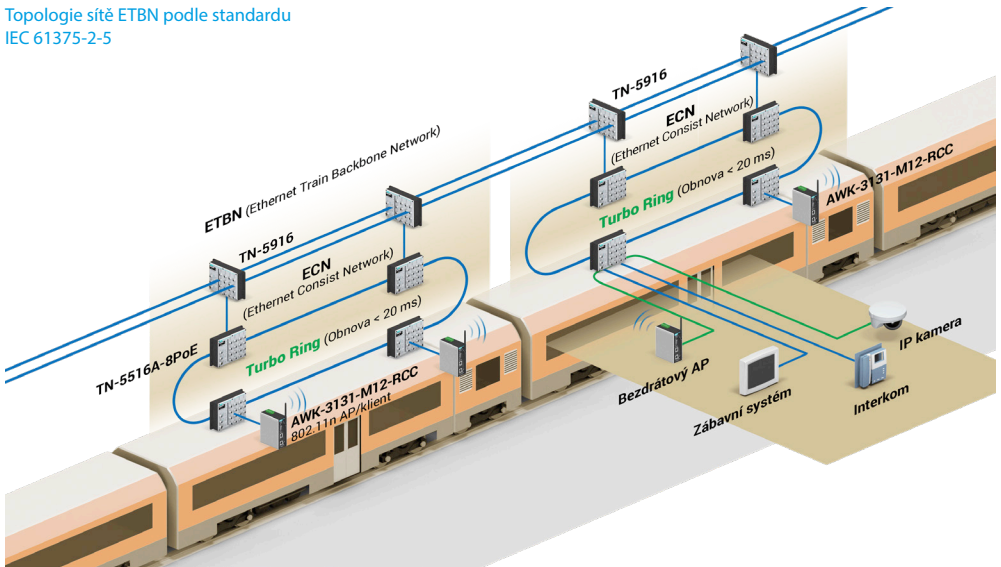 Topologie sítě ETBN podle standardu
IEC 61375-2-5
TN-5916
ECN
(Ethernet Consist Network)
Turbo Ring (Obnova < 20 ms)
AWK-3131-M12-RCC
ETBN (Ethernet Train Backbone Network)
TN-5916
ECN
(Ethernet Consist Network)
Turbo Ring (Obnova < 20 ms)
TN-5516A-8PoE
AWK-3131-M12-RCC
802.11n AP/klient
Bezdrátový AP
Zábavní systém
Interkom
IP kamera